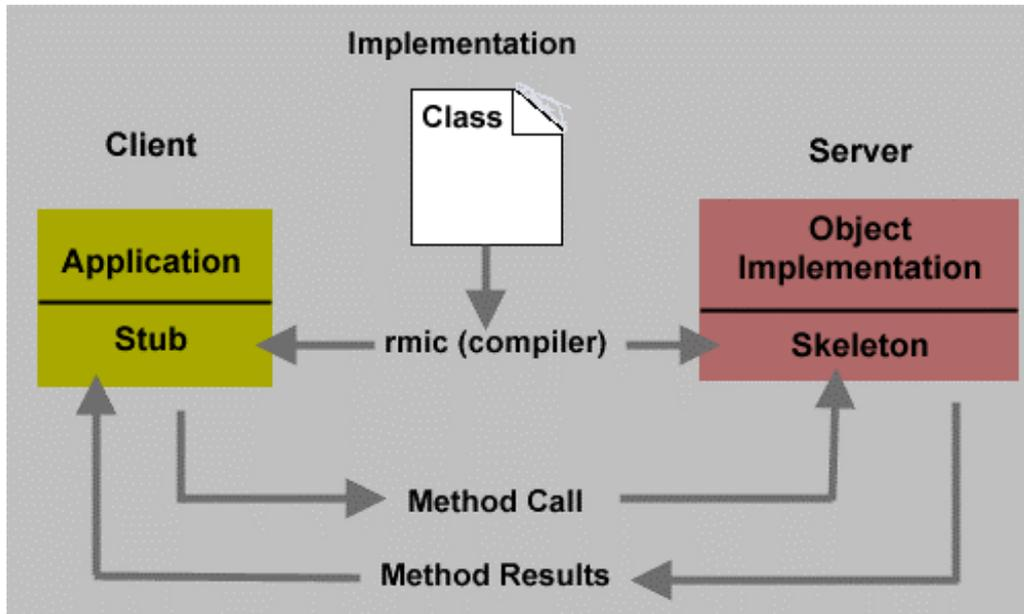 Implementation
Class
Client
Server
Application
Object
Implementation
Stub
rmic (compiler)
Skeleton
Method Call
Method Results